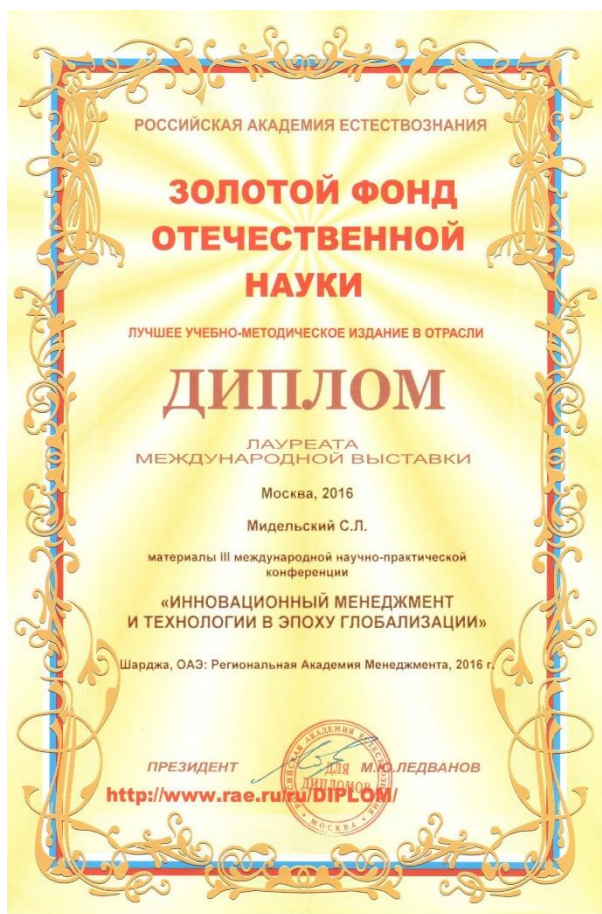 РОССИЙСКАЯ АКАДЕМИЯ ЕСТЕСТВОЗНАНИЯ
ЗОЛОТОЙ ФОНД
ОТЕЧЕСТВЕННОЙ
НАУКИ
ЛУЧШЕЕ УЧЕБНО-МЕТОДИЧЕСКОЕ ИЗДАНИЕ В ОТРАСЛИ
ДИПЛОМ
ЛАУРЕАТА
МЕЖДУНАРОДНОЙ ВЫСТАВКИ
Москва, 2016
Мидельский С.Л.
материалы III международной научно-практической
конференции
«ИННОВАЦИОННЫЙ МЕНЕДЖМЕНТ
И ТЕХНОЛОГИИ В ЭПОХУ ГЛОБАЛИЗАЦИИ»
Шарджа, ОАЭ: Региональная Академия Менеджмента, 2016 г.
ПРЕЗИДЕНТ М.Ю.ЛЕДВАНОВ
ДЛЯ
ДИПЛОМОВ
МОСКВА
http://www.rae.ru/ru/DIPLOM/